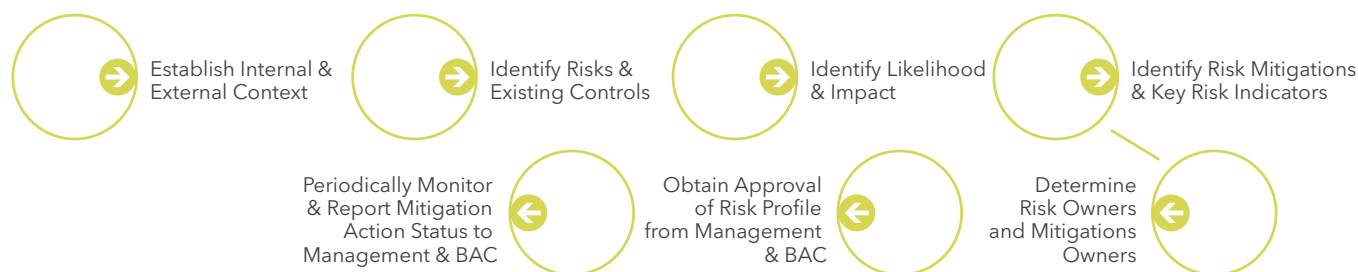 Establish Internal &
External Context
Identify Risks &
Existing Controls
Identify Likelihood
& Impact
Identify Risk Mitigations
& Key Risk Indicators
Determine
Risk Owners
and Mitigations
Owners
Obtain Approval
of Risk Profile
from Management
& BAC
Periodically Monitor
& Report Mitigation
Action Status to
Management & BAC